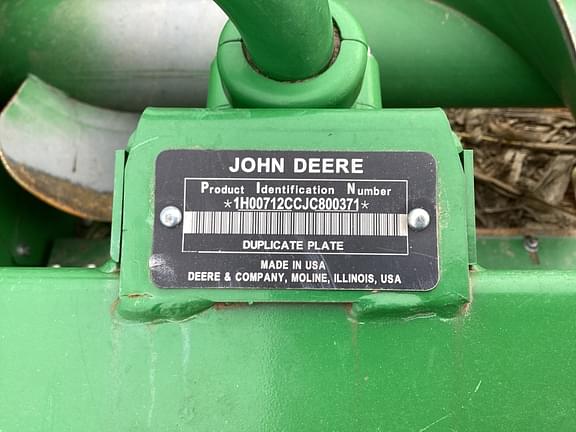 JOHN DEERE
Product Identification Number
*1H00712CCJC800371*
DUPLICATE PLATE
MADE IN USA
DEERE & COMPANY, MOLINE, ILLINOIS, USA